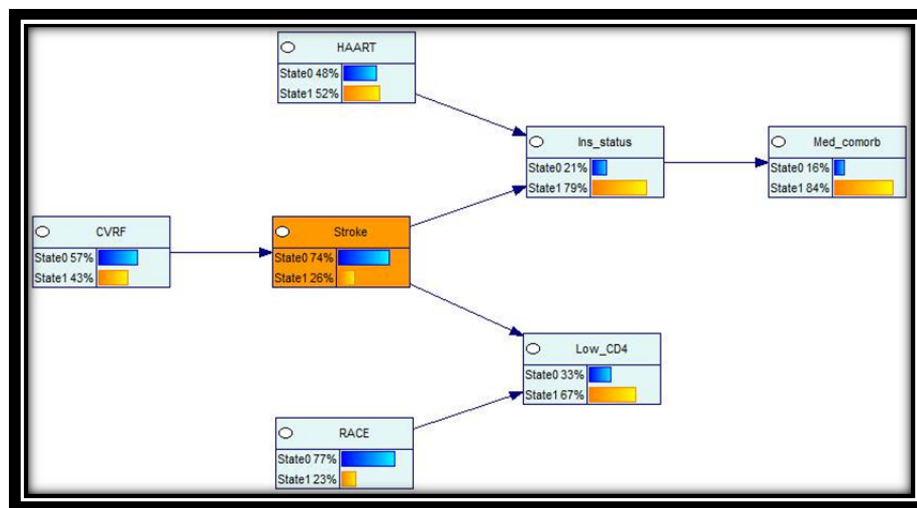 HAART
State0 48%
State1 52%
Ins_status
State0 21%
State1 79%
Med_comorb
State0 16%
State1 84%
CVRF
State0 57%
State1 43%
Stroke
State0 74%
State1 26%
Low_CD4
State0 33%
State1 67%
RACE
State0 77%
State1 23%